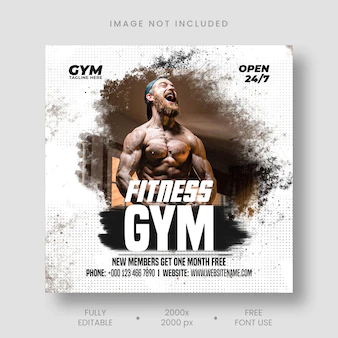 IMAGE NOT INCLUDED
GYM
TAGLINE HERE
OPEN
24/7
FITNESS
GYM
NEW MEMBERS GET ONE MONTH FREE
PHONE: +000 123 466 7890 | WEBSITE: WWW.WEBSITENAME.COM
FULLY
EDITABLE
2000x
2000 px
FREE
FONT USE